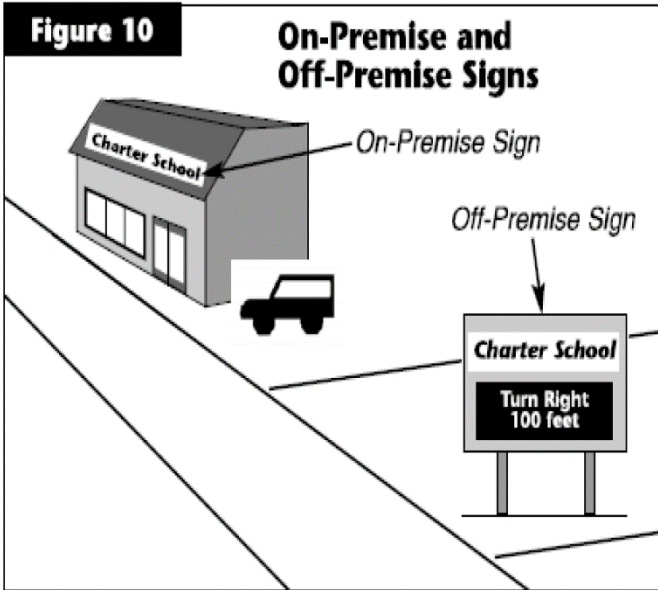 Figure 10
On-Premise and
Off-Premise Signs
Charter School
On-Premise Sign
Off-Premise Sign
Charter School
Turn Right
100 feet